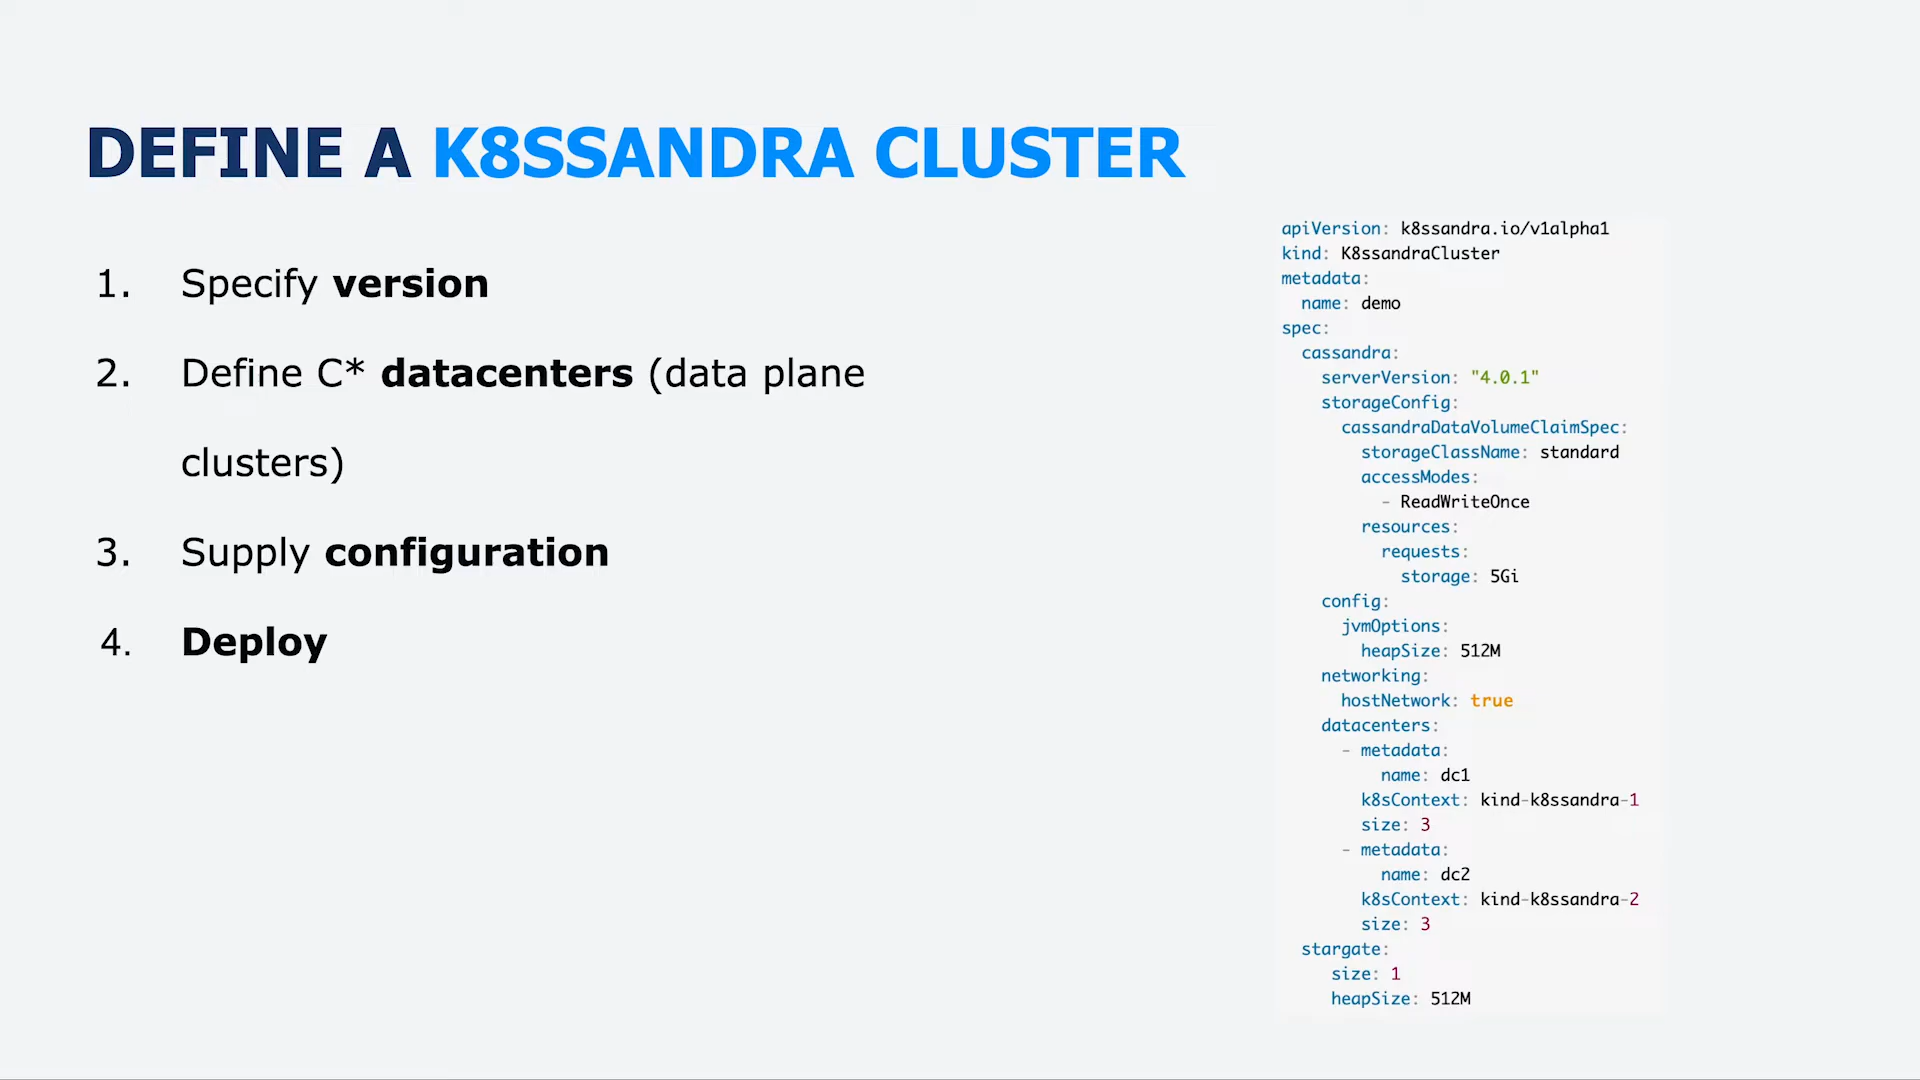 DEFINE A K8SSANDRA CLUSTER
1. Specify version
2. Define C* datacenters (data plane
clusters)
3. Supply configuration
4. Deploy
apiVersion: k8ssandra.io/v1alpha1
kind: K8ssandraCluster
metadata:
  name: demo
spec:
  cassandra:
    serverVersion: "4.0.1"
    storageConfig:
      cassandraDataVolumeClaimSpec:
        storageClassName: standard
        accessModes:
          - ReadWriteOnce
        resources:
          requests:
            storage: 5Gi
    config:
      jvmOptions:
        heapSize: 512M
    networking:
      hostNetwork: true
    datacenters:
      - metadata:
          name: dc1
        k8sContext: kind-k8ssandra-1
        size: 3
      - metadata:
          name: dc2
        k8sContext: kind-k8ssandra-2
        size: 3
  stargate:
     size: 1
     heapSize: 512M